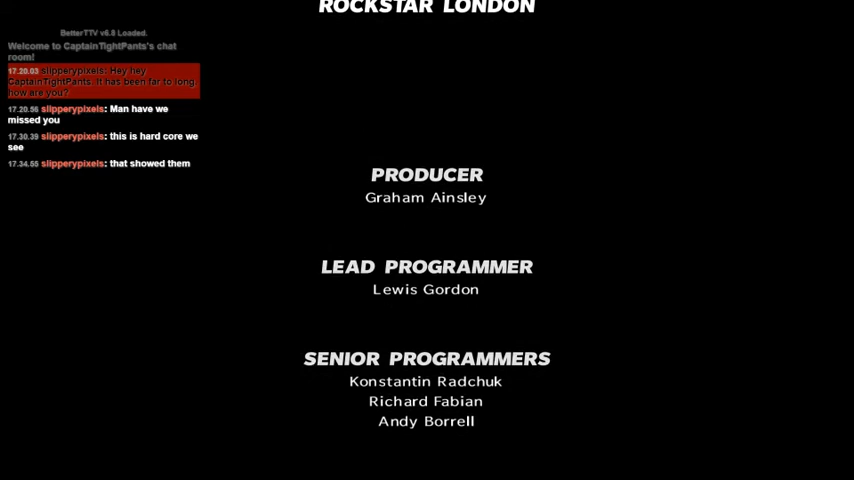 ROCKSTAR LONDON
BetterTTV v6.8 Loaded.
Welcome to CaptainTightPants's chat
room!
17.20.03 slipperypixels: Hey hey
CaptainTightPants. It has been far to long,
how are you?
17.20.56 slipperypixels: Man have we
missed you
17.30.39 slipperypixels: this is hard core we
see
17.34.55 slipperypixels: that showed them
PRODUCER
Graham Ainsley
LEAD PROGRAMMER
Lewis Gordon
SENIOR PROGRAMMERS
Konstantin Radchuk
Richard Fabian
Andy Borrell